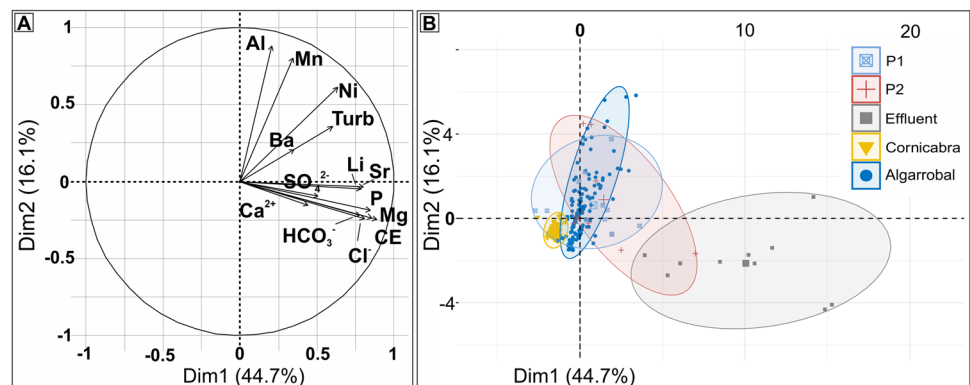 A
1
0.5
0
-0.5
-1
Dim2 (16.1%)
Al
Mn
Ni
Turb
Ba
Li
Sr
SO₄²⁻
P
Ca²⁺
Mg
HCO₃⁻
CE
Cl⁻
-1
-0.5
0
0.5
1
Dim1 (44.7%)
B
0
10
20
4
0
-4
Dim2 (16.1%)
Dim1 (44.7%)
P1
P2
Effluent
Cornicabra
Algarrobal